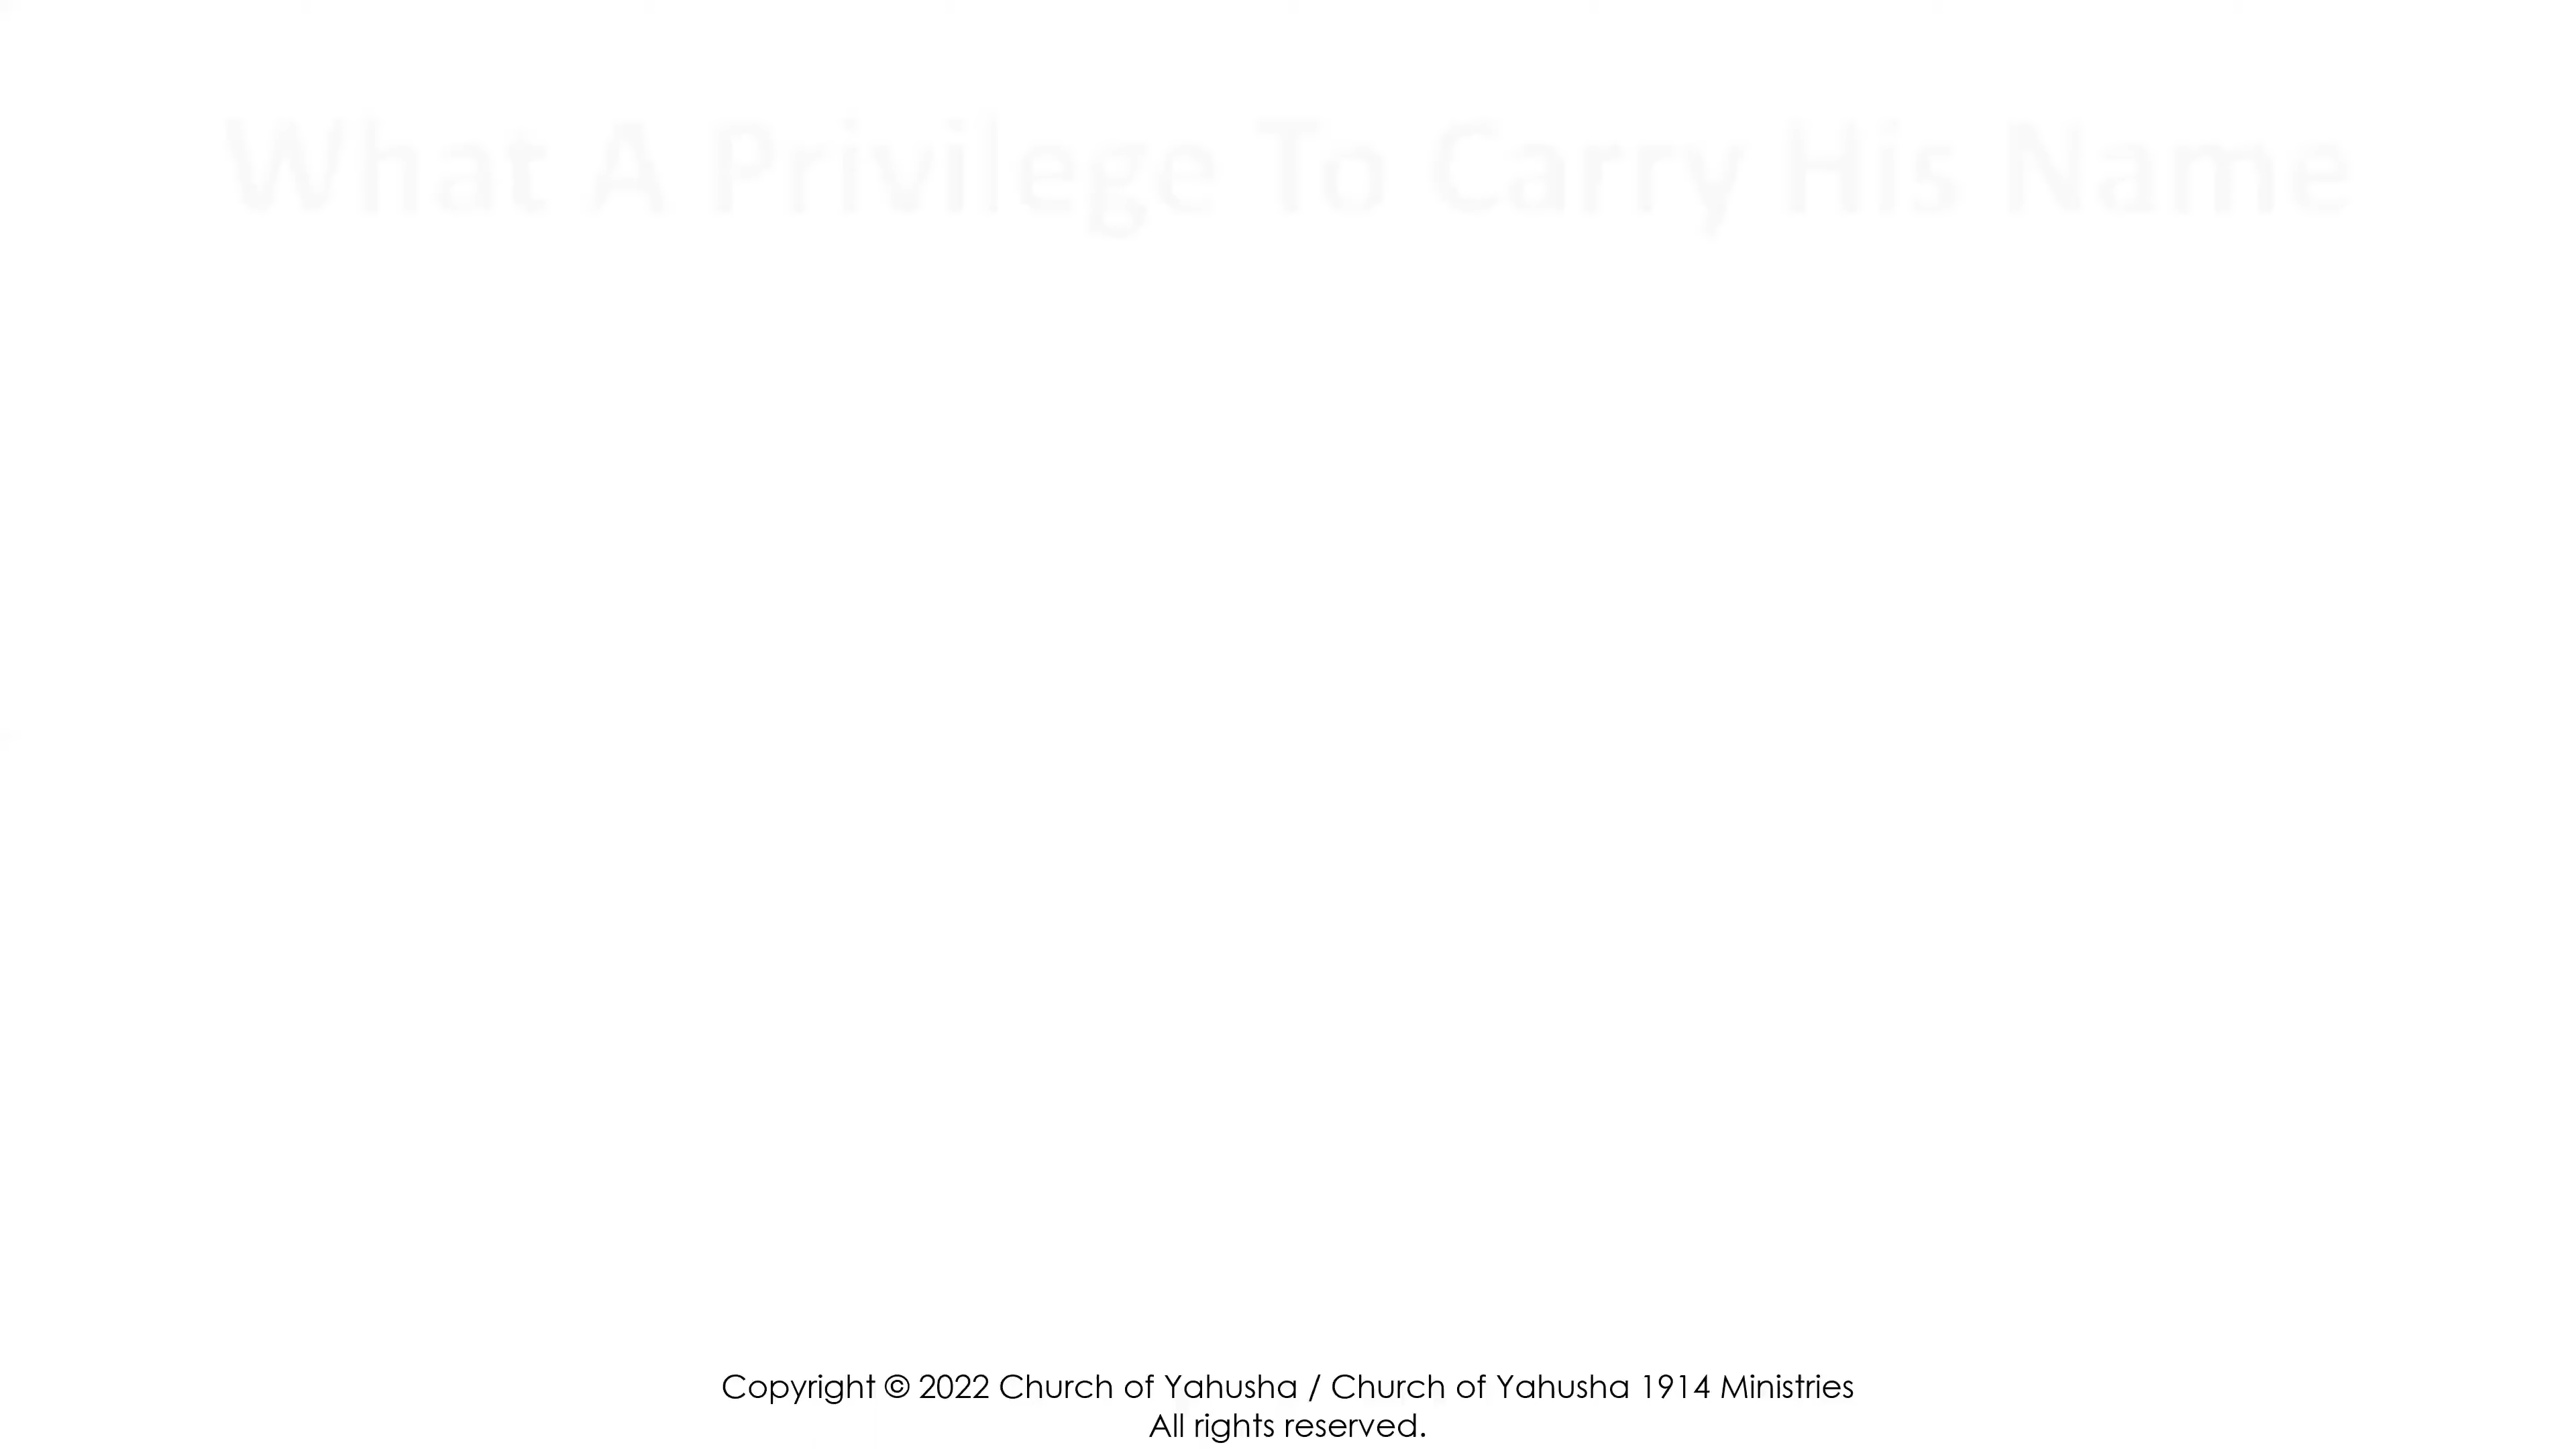 What A Privilege To Carry His Name
Copyright © 2022 Church of Yahusha / Church of Yahusha 1914 Ministries
All rights reserved.